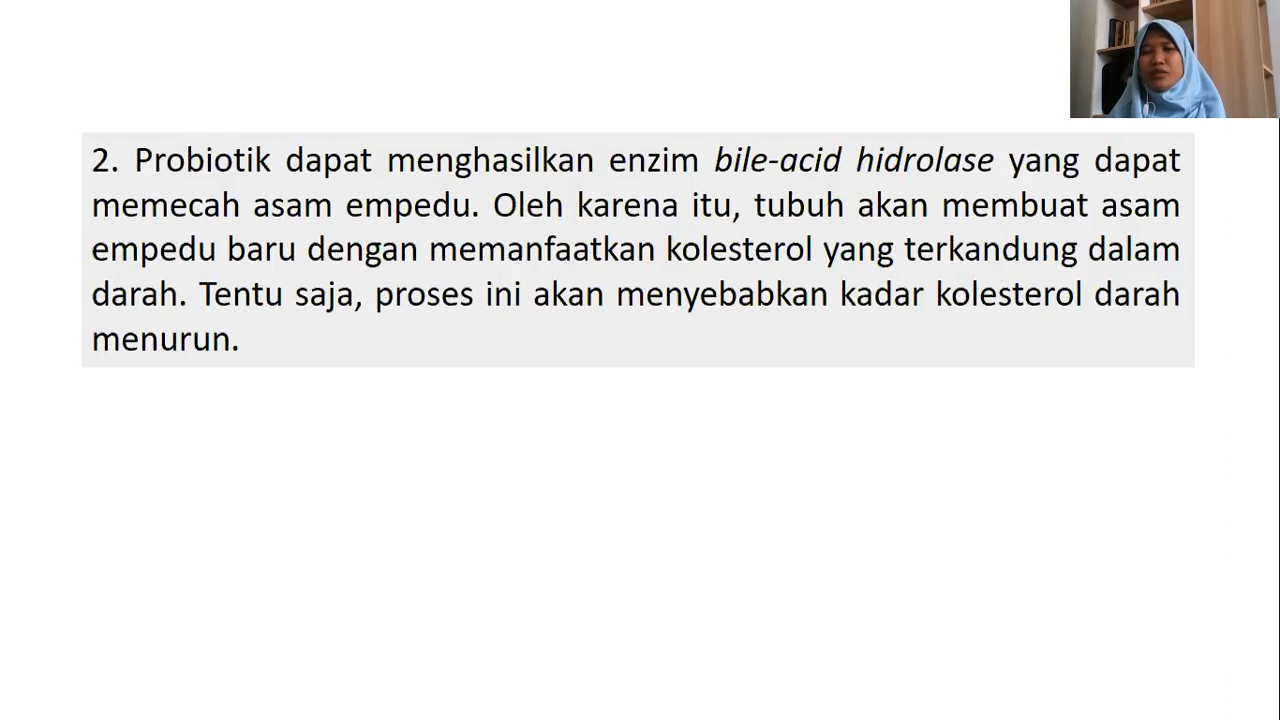 2. Probiotik dapat menghasilkan enzim bile-acid hidrolase yang dapat
memecah asam empedu. Oleh karena itu, tubuh akan membuat asam
empedu baru dengan memanfaatkan kolesterol yang terkandung dalam
darah. Tentu saja, proses ini akan menyebabkan kadar kolesterol darah
menurun.